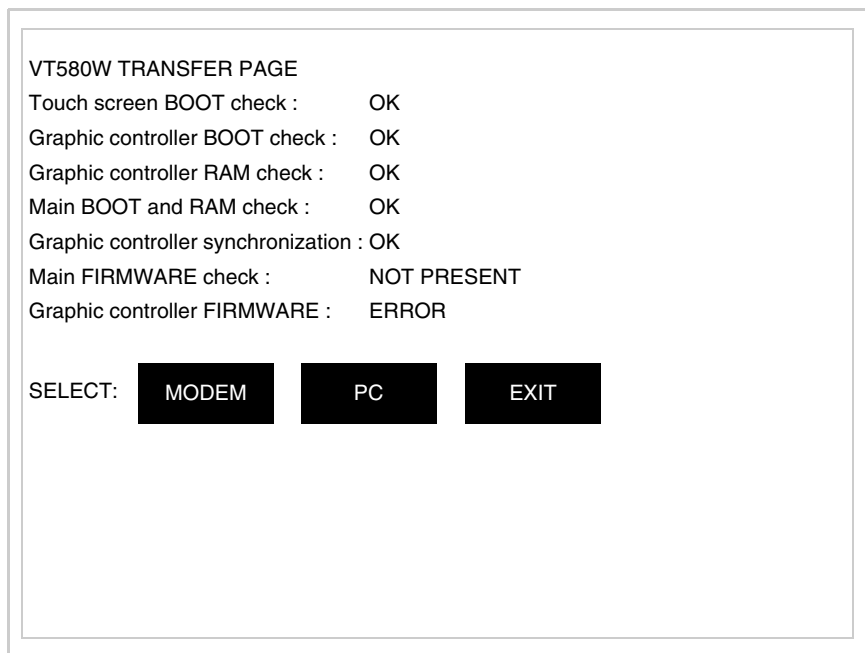 VT580W TRANSFER PAGE
Touch screen BOOT check : OK
Graphic controller BOOT check : OK
Graphic controller RAM check : OK
Main BOOT and RAM check : OK
Graphic controller synchronization : OK
Main FIRMWARE check : NOT PRESENT
Graphic controller FIRMWARE : ERROR
SELECT: MODEM PC EXIT